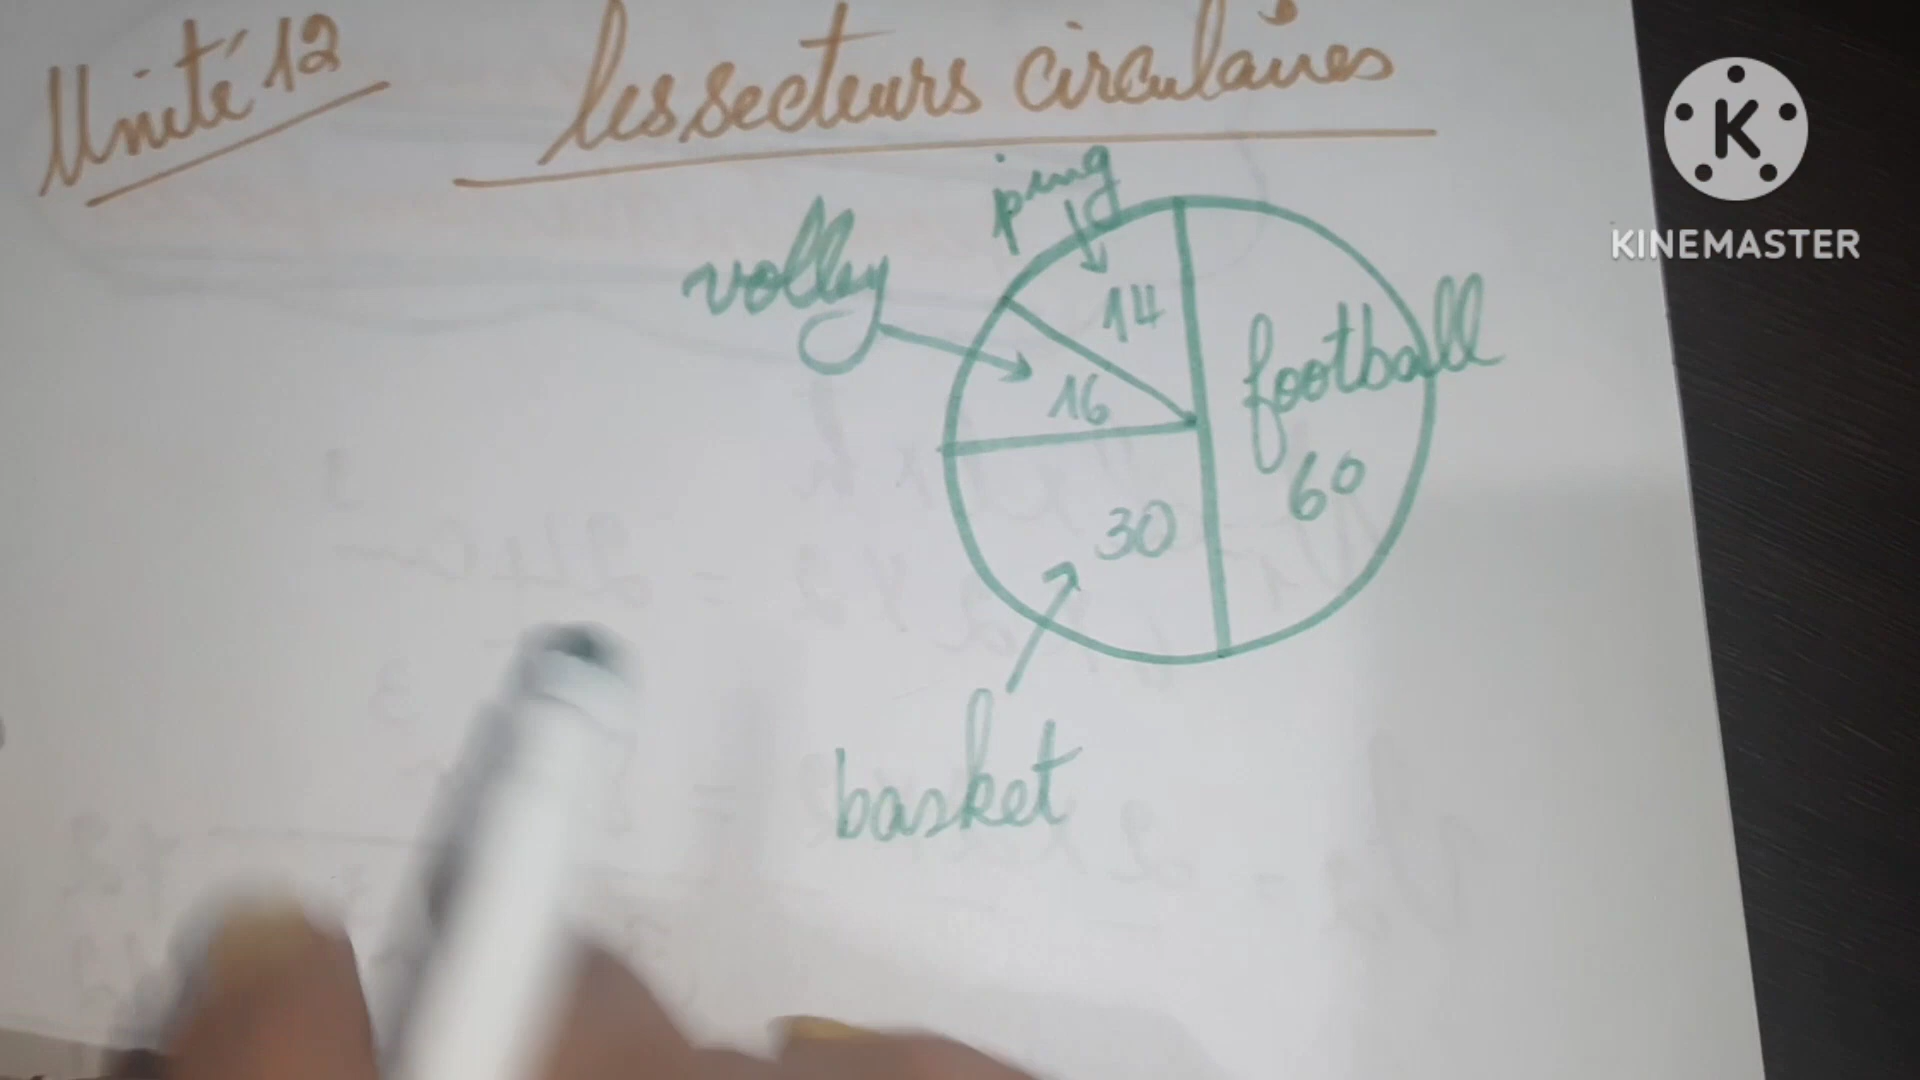 Unité 12
les secteurs circulaires
K
KINEMASTER
ping
volley
14
football
16
60
30
basket